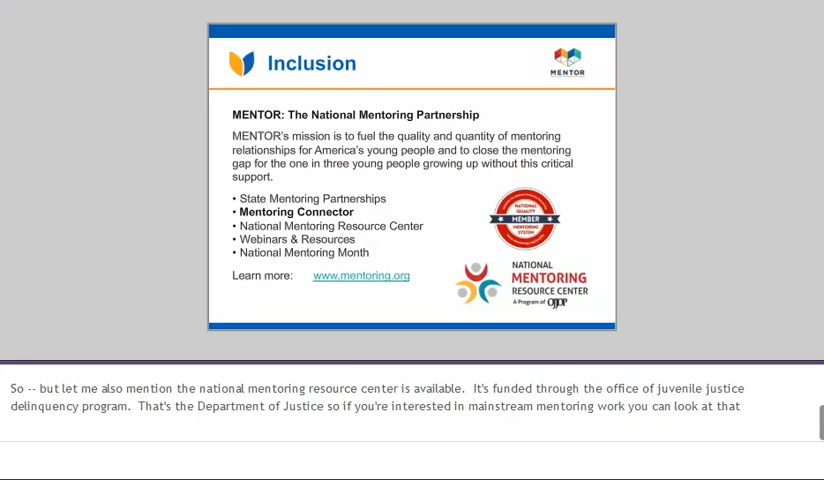 Inclusion
MENTOR
MENTOR: The National Mentoring Partnership
MENTOR's mission is to fuel the quality and quantity of mentoring
relationships for America's young people and to close the mentoring
gap for the one in three young people growing up without this critical
support.
• State Mentoring Partnerships
• Mentoring Connector
• National Mentoring Resource Center
• Webinars & Resources
• National Mentoring Month
Learn more: www.mentoring.org
NATIONAL
QUALITY
MEMBER
MENTORING
SYSTEM
NATIONAL
MENTORING
RESOURCE CENTER
A Program of OJJDP
So -- but let me also mention the national mentoring resource center is available.  It's funded through the office of juvenile justice
delinquency program.  That's the Department of Justice so if you're interested in mainstream mentoring work you can look at that